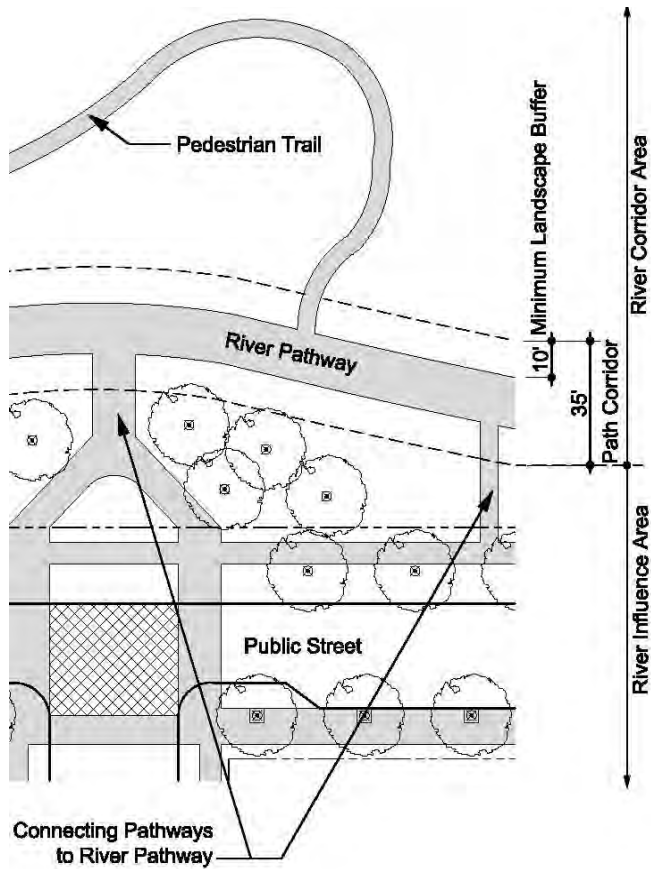 Pedestrian Trail
River Pathway
10' Minimum Landscape Buffer
35'
Path Corridor
River Corridor Area
River Influence Area
Public Street
Connecting Pathways
to River Pathway